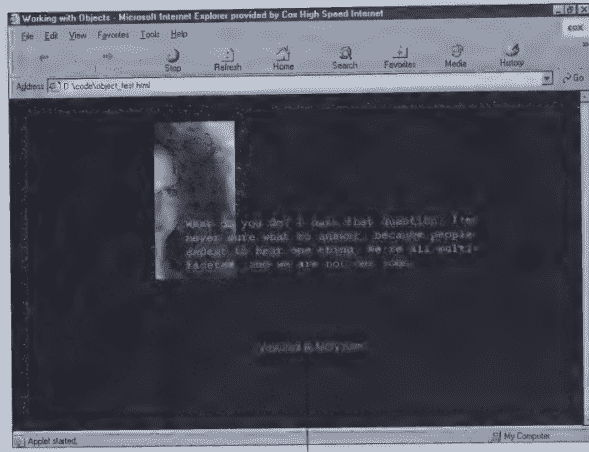 Working with Objects - Microsoft Internet Explorer provided by Cox High Speed Internet
File Edit View Favorites Tools Help
COX
Stop Refresh Home Search Favorites Media History
Address D:\code\object_test.html Go
What do you do? I hate that question. I'm
never sure what to answer, because people
expect to hear one thing. We're all multi-
faceted, and we are not our jobs.
Applet started.
My Computer